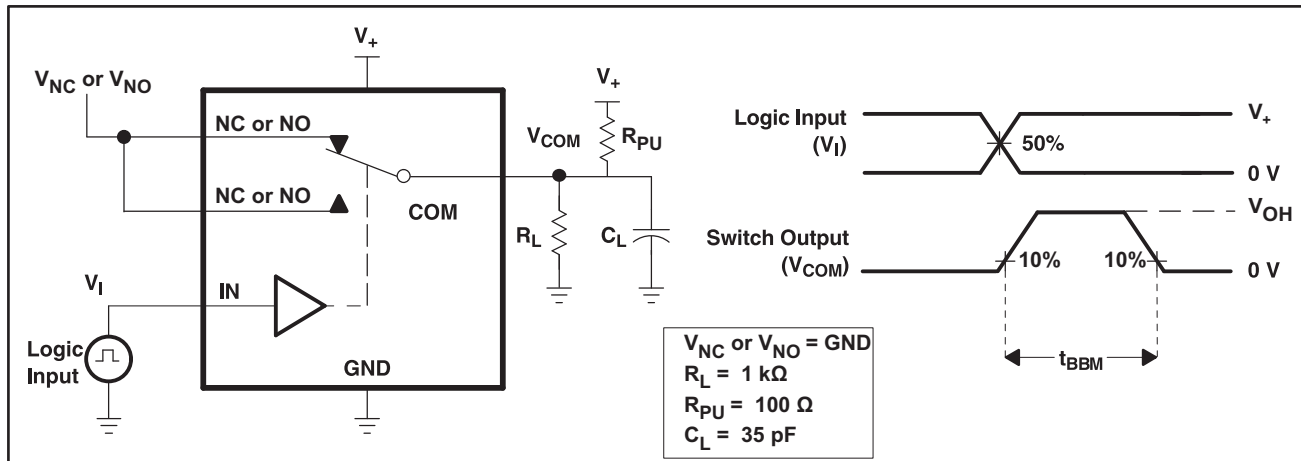 V+
VNC or VNO
NC or NO
NC or NO
COM
VI
IN
Logic
Input
GND
V+
VCOM
RPU
RL
CL
VNC or VNO = GND
RL = 1 kΩ
RPU = 100 Ω
CL = 35 pF
Logic Input
(VI)
50%
V+
0 V
VOH
Switch Output
(VCOM)
10%
10%
0 V
tBBM